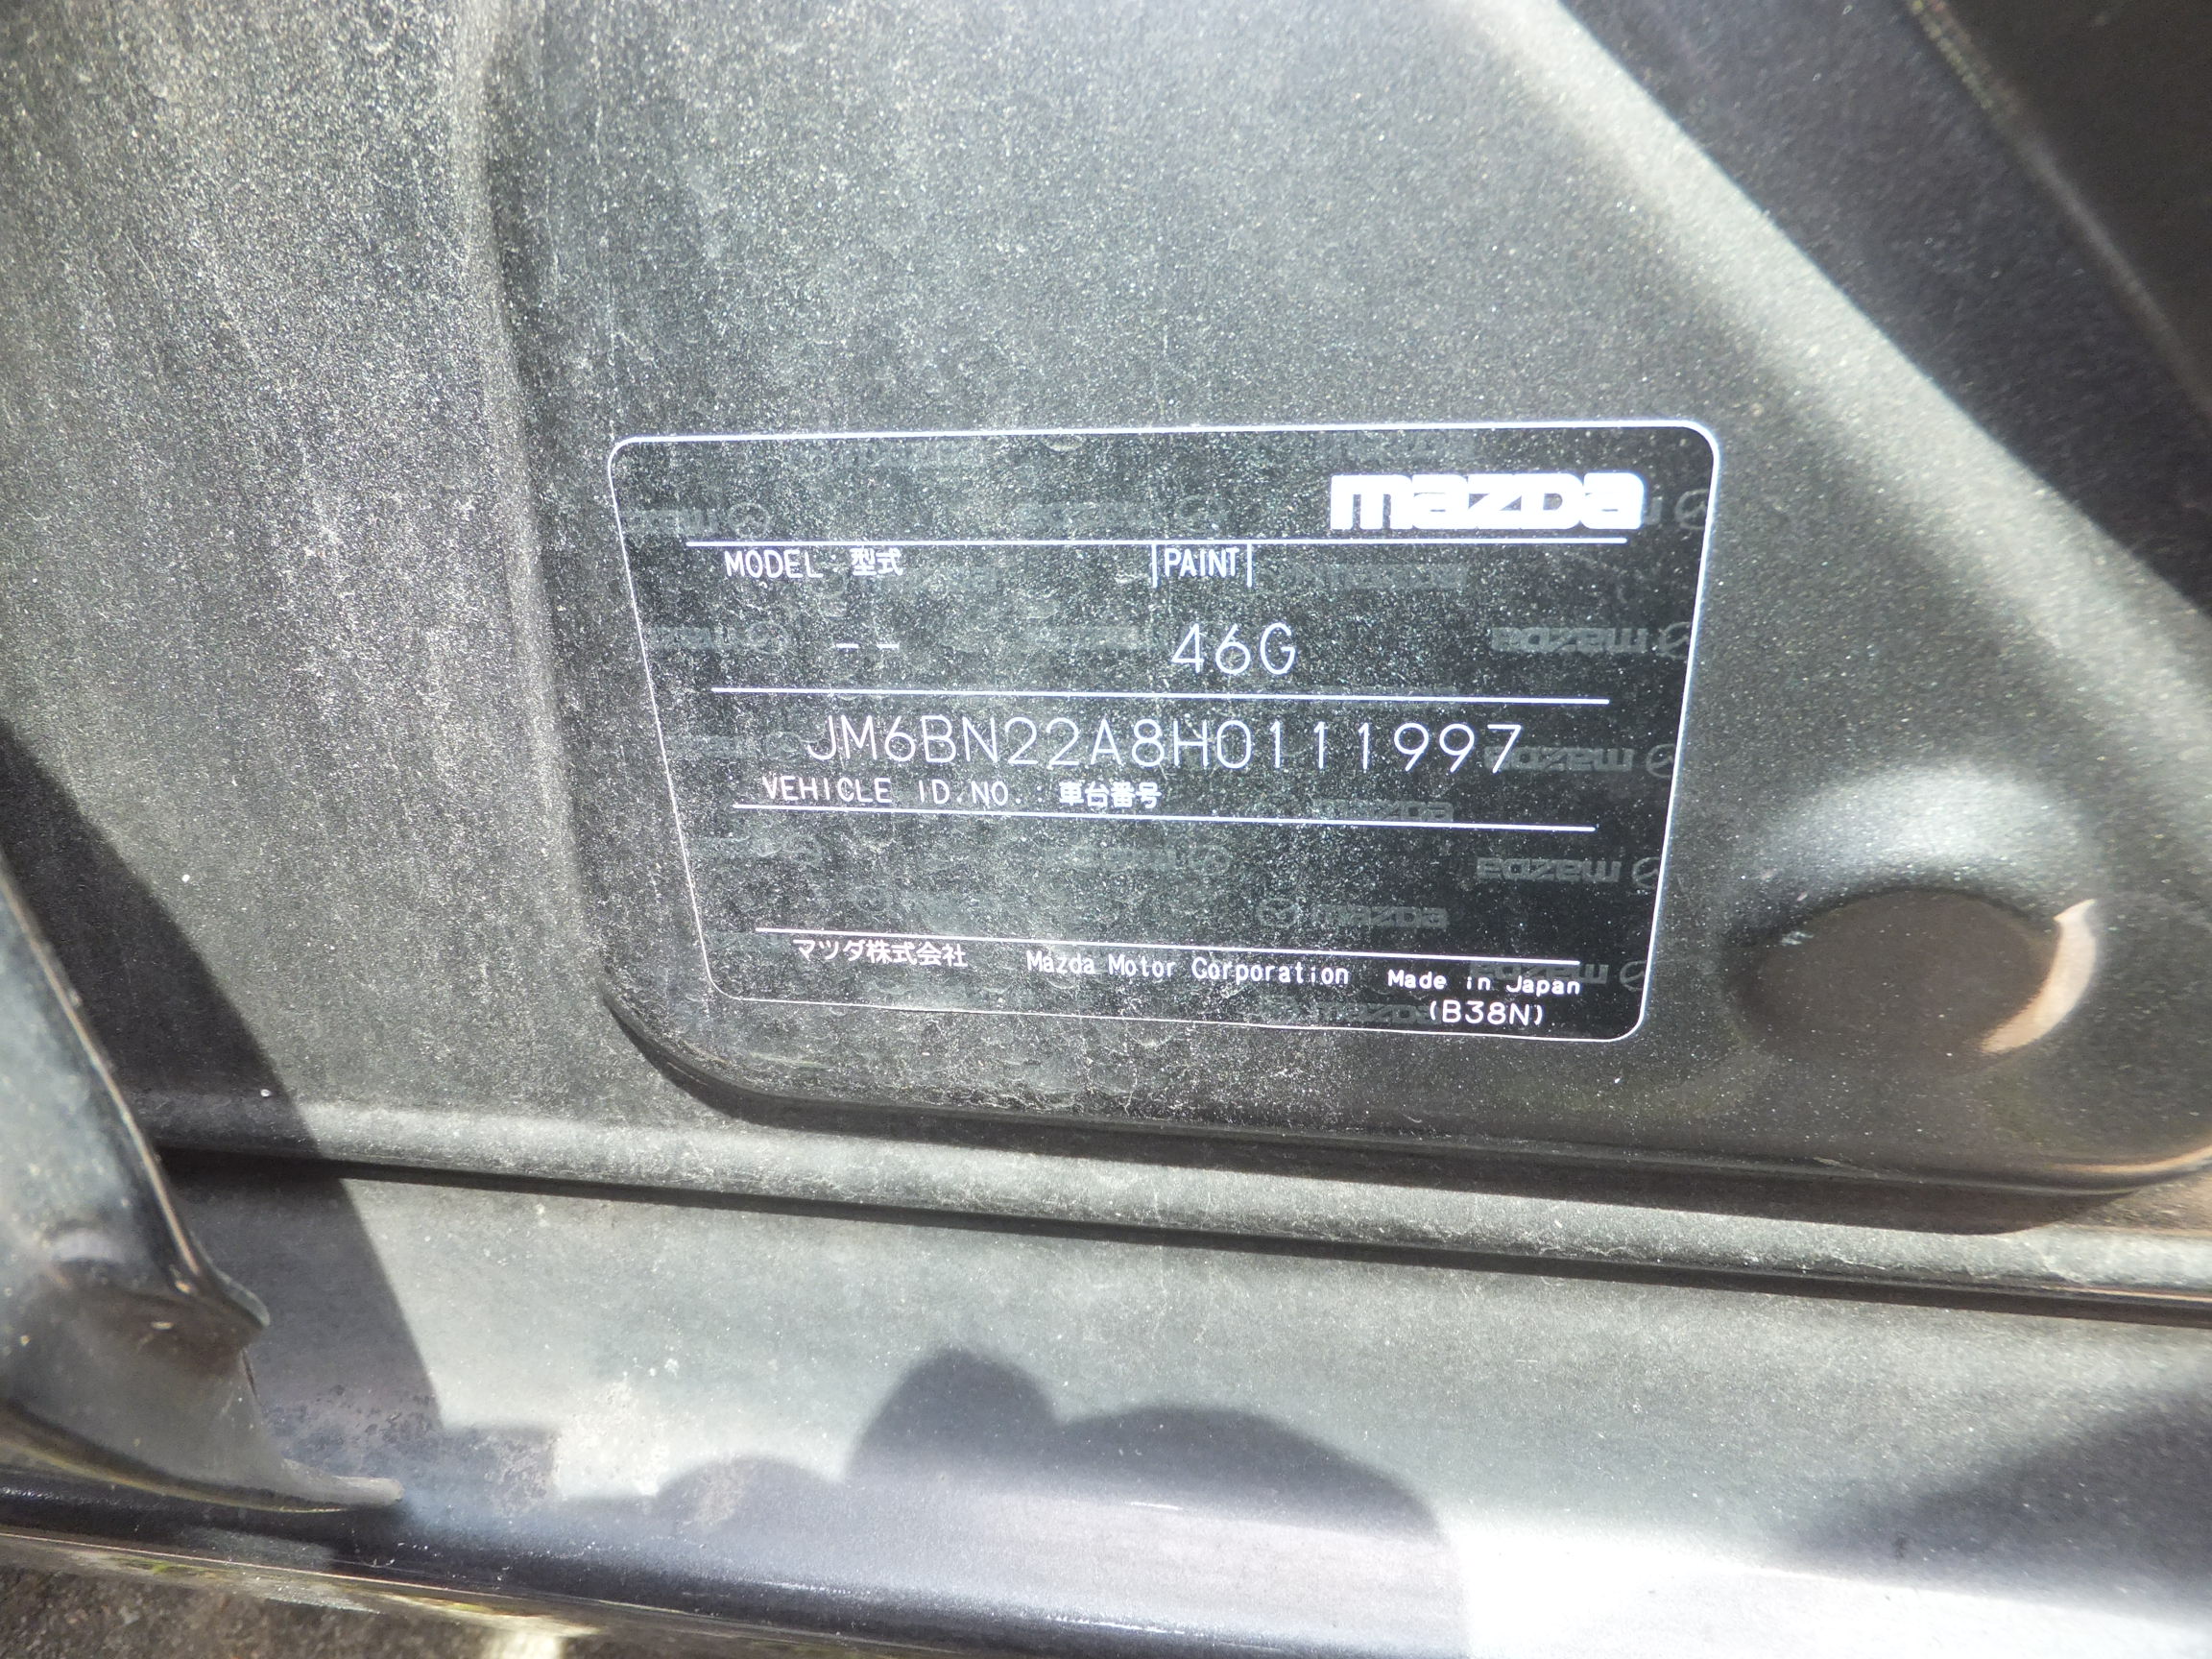 mazda
MODEL 型式 PAINT
-- 46G
JM6BN22A8H0111997
VEHICLE ID.NO. 車台番号
マツダ株式会社 Mazda Motor Corporation Made in Japan
(B38N)